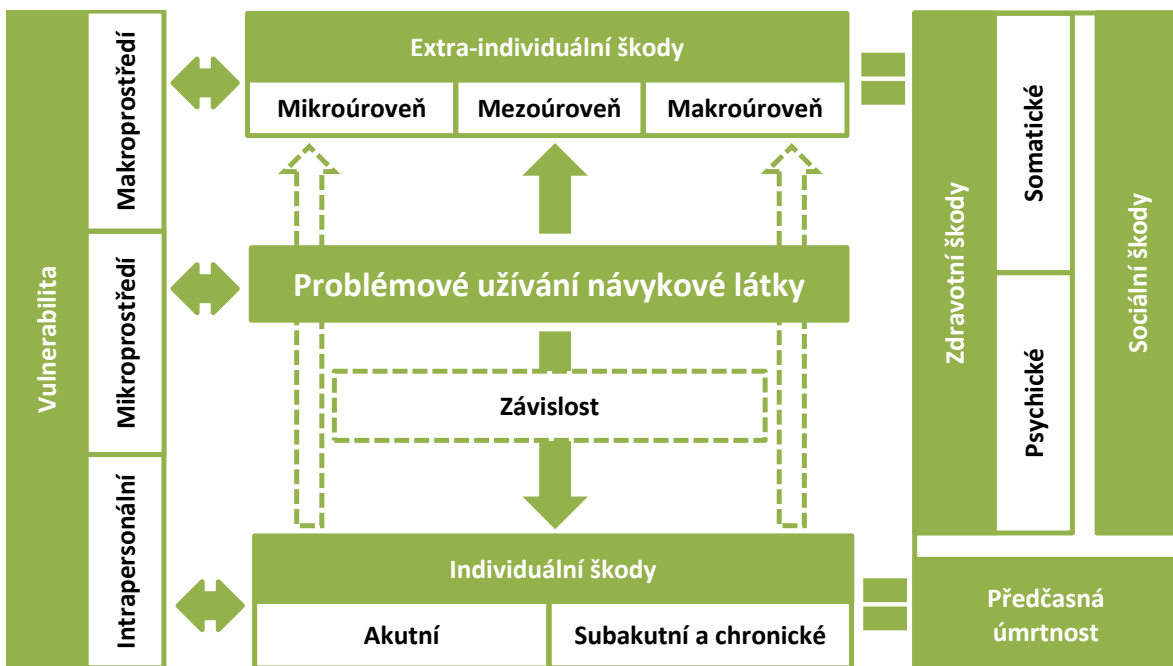 Vulnerabilita
Makroprostředí
Mikroprostředí
Intrapersonální
Extra-individuální škody
Mikroúroveň
Mezoúroveň
Makroúroveň
Problémové užívání návykové látky
Závislost
Individuální škody
Akutní
Subakutní a chronické
Zdravotní škody
Somatické
Psychické
Sociální škody
Předčasná
úmrtnost